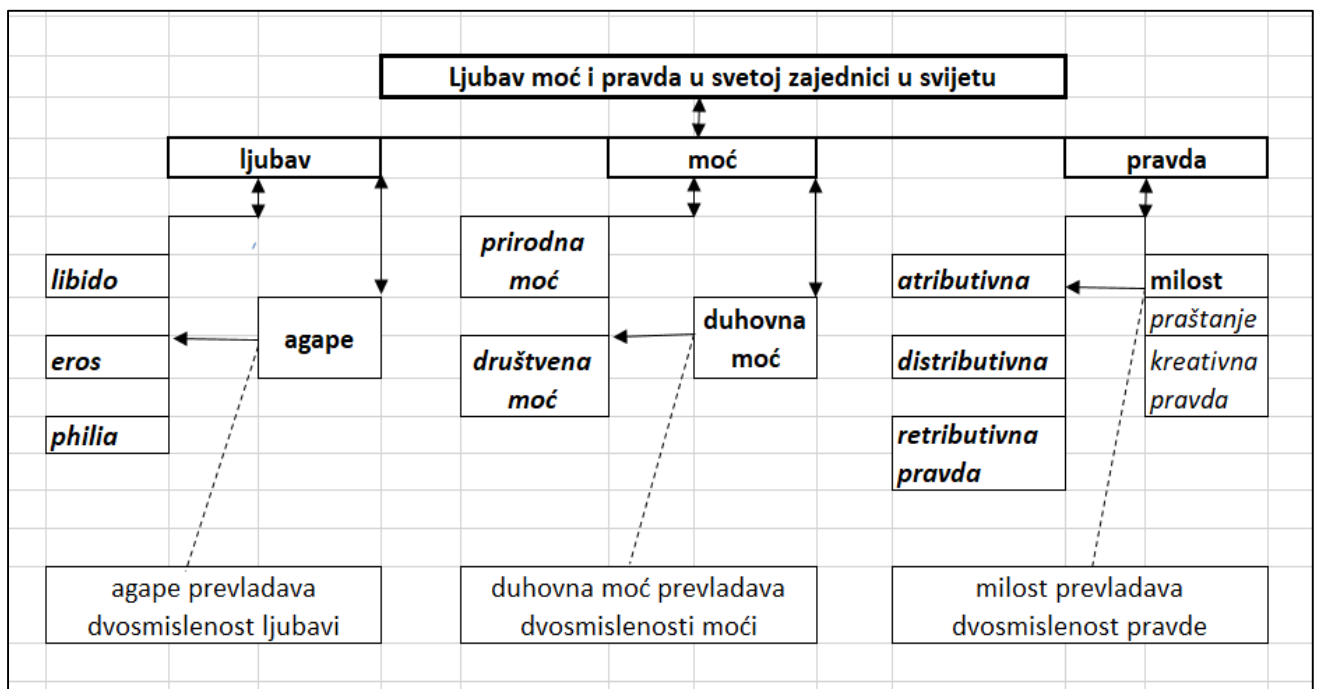 Ljubav moć i pravda u svetoj zajednici u svijetu
ljubav
moć
pravda
libido
eros
philia
agape
prirodna
moć
društvena
moć
duhovna
moć
atributivna
distributivna
retributivna
pravda
milost
praštanje
kreativna
pravda
agape prevladava
dvosmislenost ljubavi
duhovna moć prevladava
dvosmislenosti moći
milost prevladava
dvosmislenost pravde